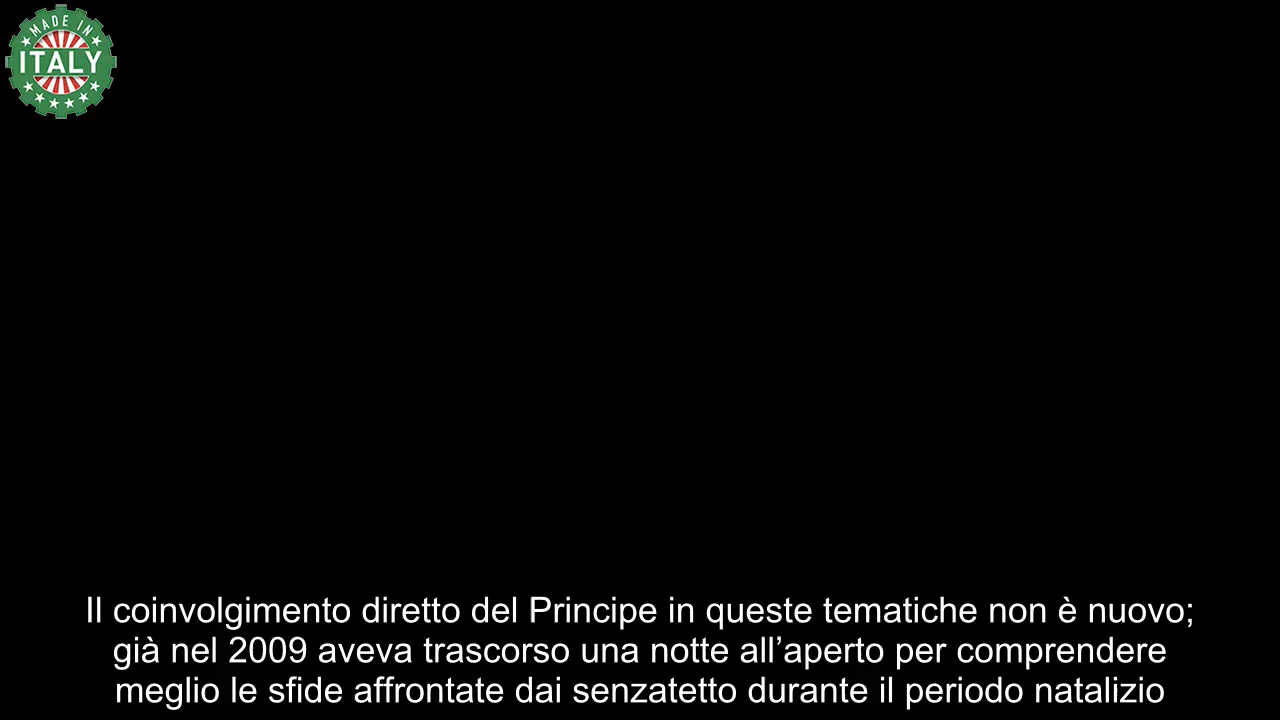 MADE IN
ITALY
Il coinvolgimento diretto del Principe in queste tematiche non è nuovo;
già nel 2009 aveva trascorso una notte all’aperto per comprendere
meglio le sfide affrontate dai senzatetto durante il periodo natalizio